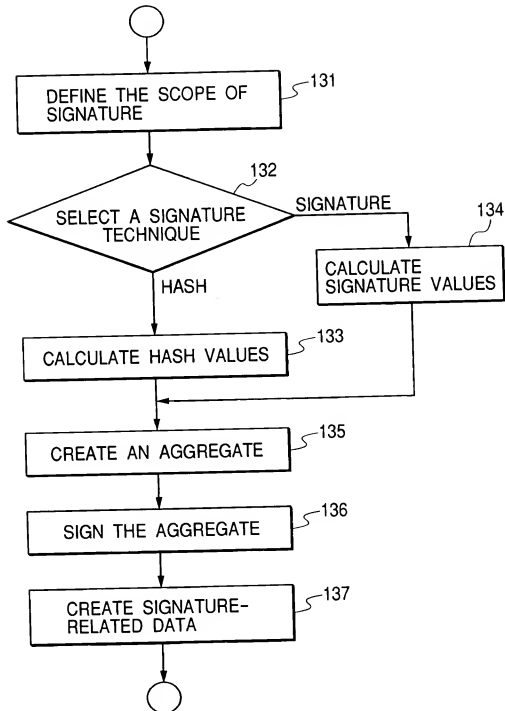 DEFINE THE SCOPE OF
SIGNATURE
131
132
SELECT A SIGNATURE
TECHNIQUE
SIGNATURE
134
CALCULATE
SIGNATURE VALUES
HASH
133
CALCULATE HASH VALUES
135
CREATE AN AGGREGATE
136
SIGN THE AGGREGATE
137
CREATE SIGNATURE-
RELATED DATA